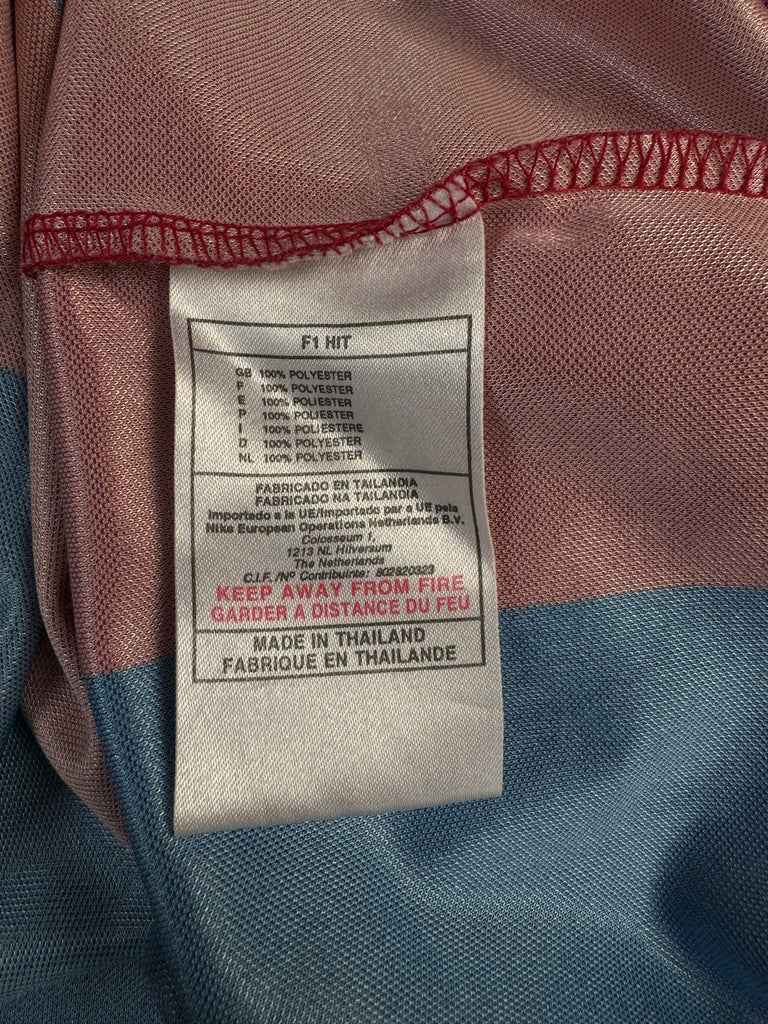 F1 HIT
GB 100% POLYESTER
F 100% POLYESTER
E 100% POLIESTER
P 100% POLIESTER
I 100% POLIESTERE
D 100% POLYESTER
NL 100% POLYESTER
FABRICADO EN TAILANDIA
FABRICADO NA TAILANDIA
Importado a la UE/Importado par a UE pela
Nike European Operations Netherlands B.V.
Colosseum 1,
1213 NL Hilversum
The Netherlands
C.I.F. /Nº Contribuinte: 802820323
KEEP AWAY FROM FIRE
GARDER A DISTANCE DU FEU
MADE IN THAILAND
FABRIQUE EN THAILANDE